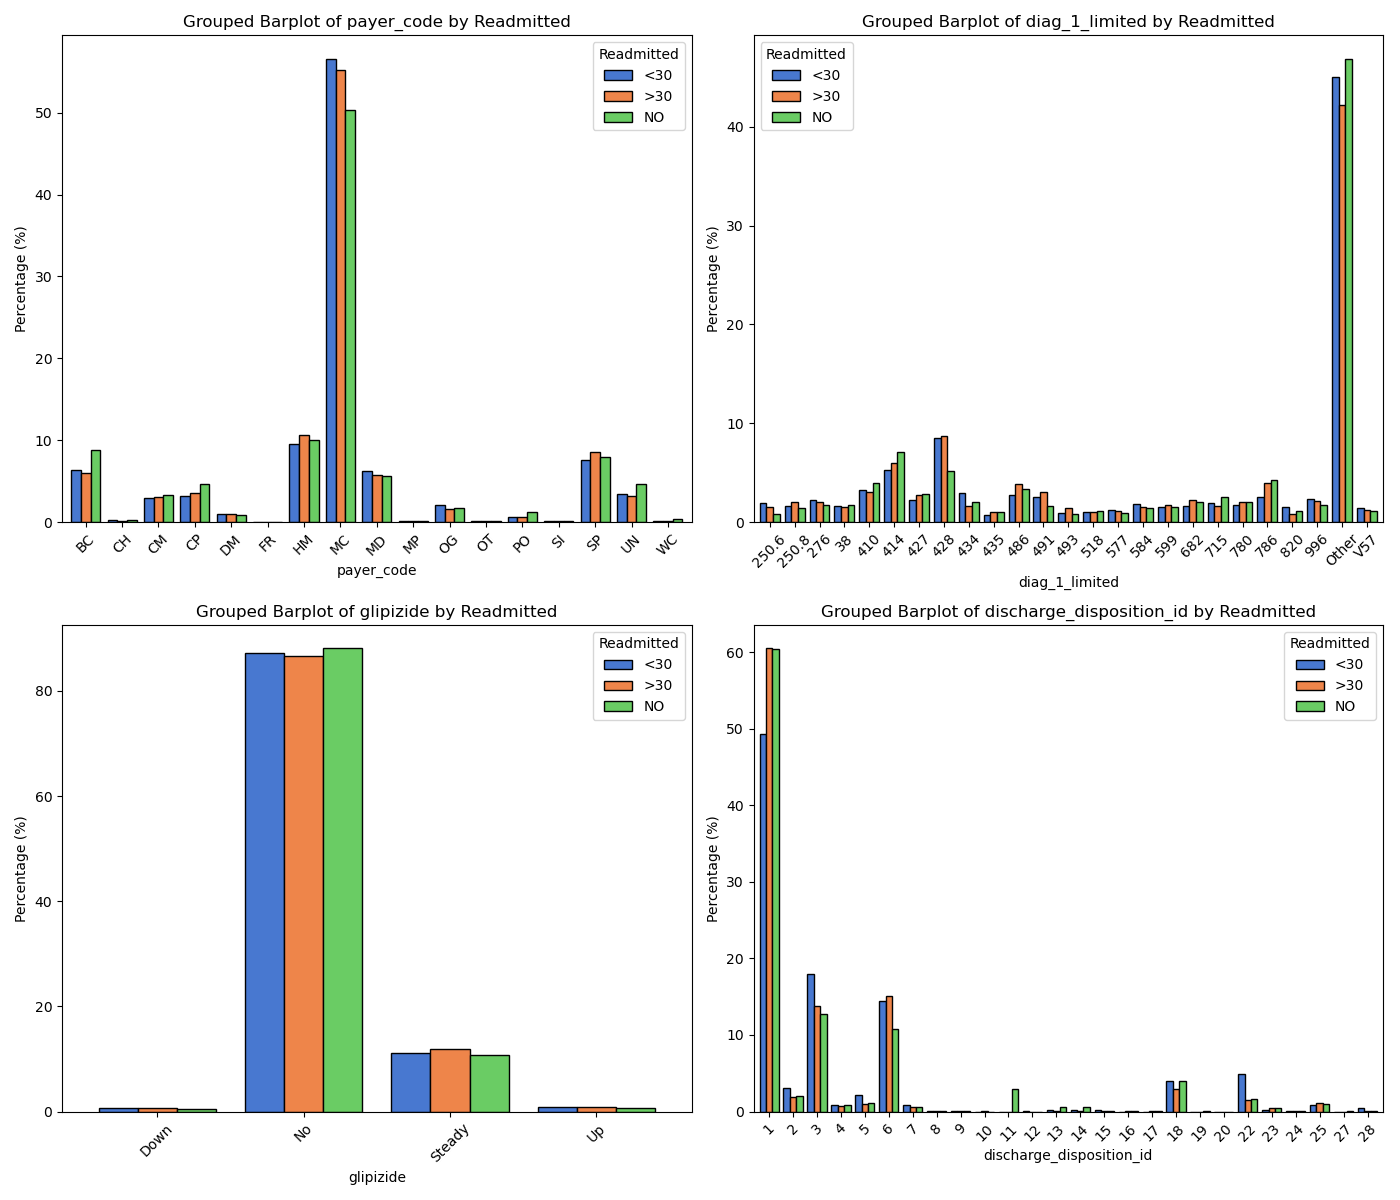 Grouped Barplot of payer_code by Readmitted
Readmitted
<30
>30
NO
Percentage (%)
50
40
30
20
10
0
BC CH CM CP DM FR HM MC MD MP OG OT PO SI SP UN WC
payer_code
Grouped Barplot of diag_1_limited by Readmitted
Readmitted
<30
>30
NO
Percentage (%)
40
30
20
10
0
250.6 250.8 276 38 410 414 427 428 434 435 486 491 493 518 577 584 599 682 715 780 786 820 996 Other V57
diag_1_limited
Grouped Barplot of glipizide by Readmitted
Readmitted
<30
>30
NO
Percentage (%)
80
60
40
20
0
Down No Steady Up
glipizide
Grouped Barplot of discharge_disposition_id by Readmitted
Readmitted
<30
>30
NO
Percentage (%)
60
50
40
30
20
10
0
1 2 3 4 5 6 7 8 9 10 11 12 13 14 15 16 17 18 19 20 22 23 24 25 27 28
discharge_disposition_id